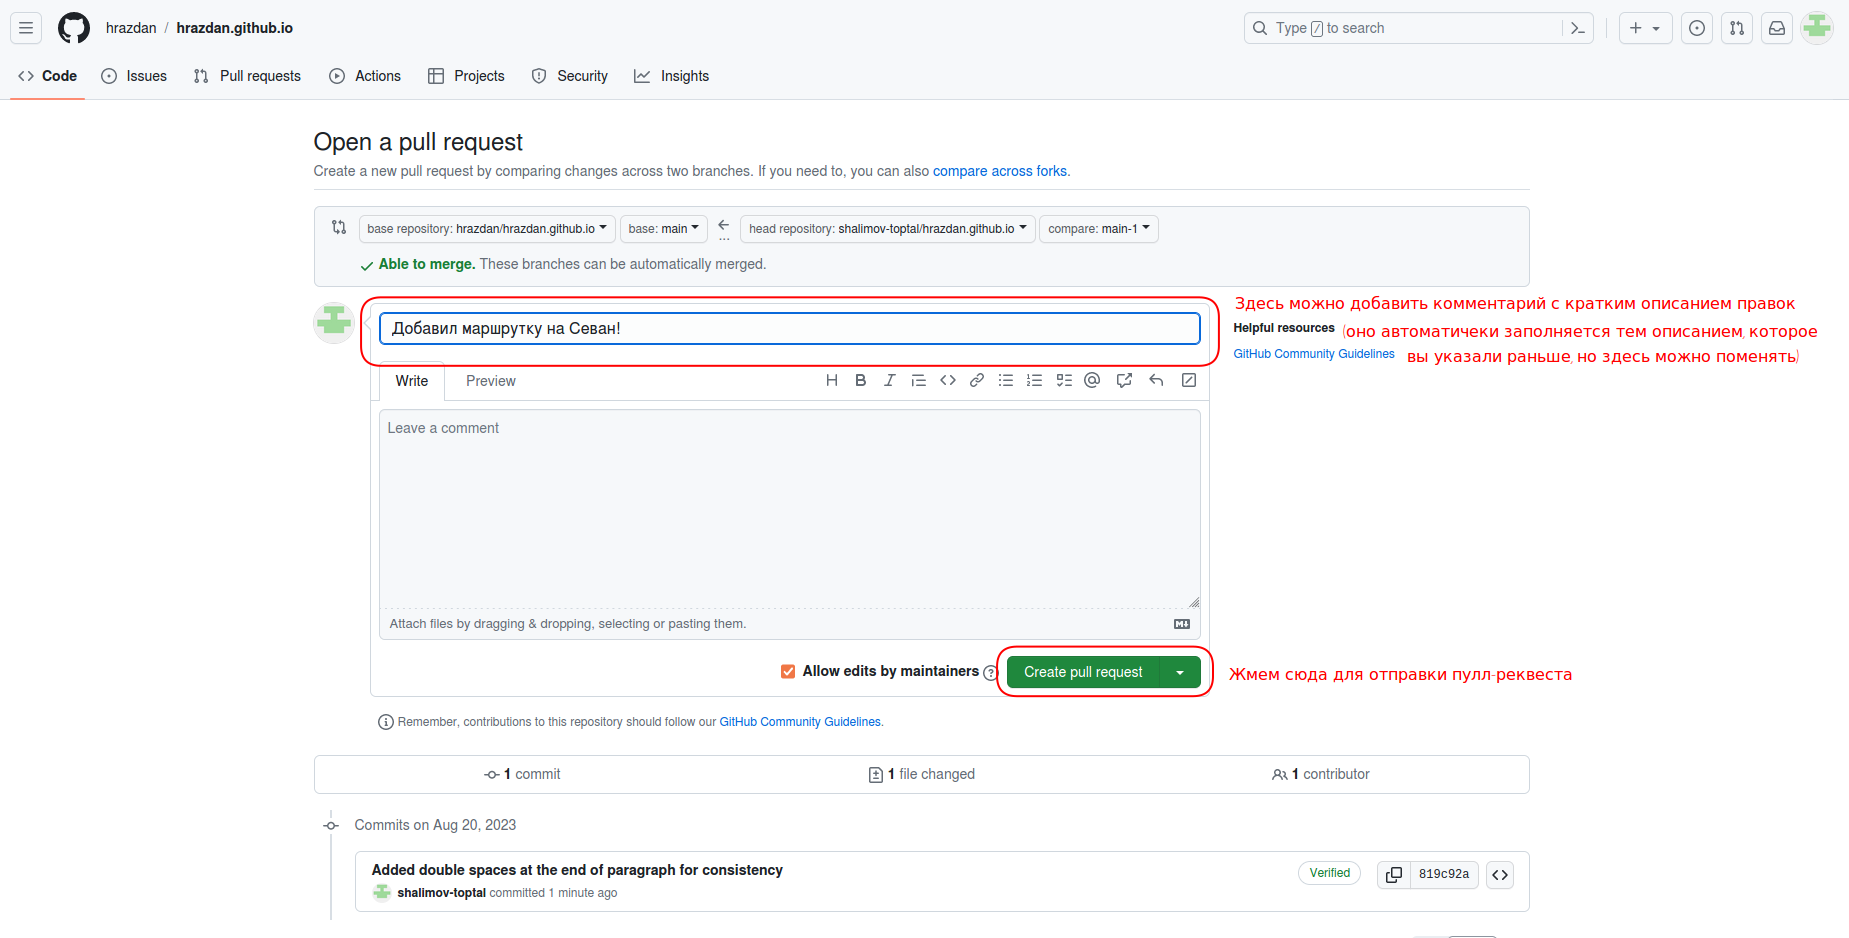 hrazdan / hrazdan.github.io
Type / to search
Code Issues Pull requests Actions Projects Security Insights
Open a pull request
Create a new pull request by comparing changes across two branches. If you need to, you can also compare across forks.
base repository: hrazdan/hrazdan.github.io base: main ← ... head repository: shalimov-toptal/hrazdan.github.io compare: main-1
Able to merge. These branches can be automatically merged.
Здесь можно добавить комментарий с кратким описанием правок
Добавил маршрутку на Севан!
Helpful resources (оно автоматичеки заполняется тем описанием, которое
GitHub Community Guidelines вы указали раньше, но здесь можно поменять)
Write Preview
Leave a comment
Attach files by dragging & dropping, selecting or pasting them.
Allow edits by maintainers ? Create pull request Жмем сюда для отправки пулл-реквеста
Remember, contributions to this repository should follow our GitHub Community Guidelines.
1 commit 1 file changed 1 contributor
Commits on Aug 20, 2023
Added double spaces at the end of paragraph for consistency
Verified 819c92a
shalimov-toptal committed 1 minute ago